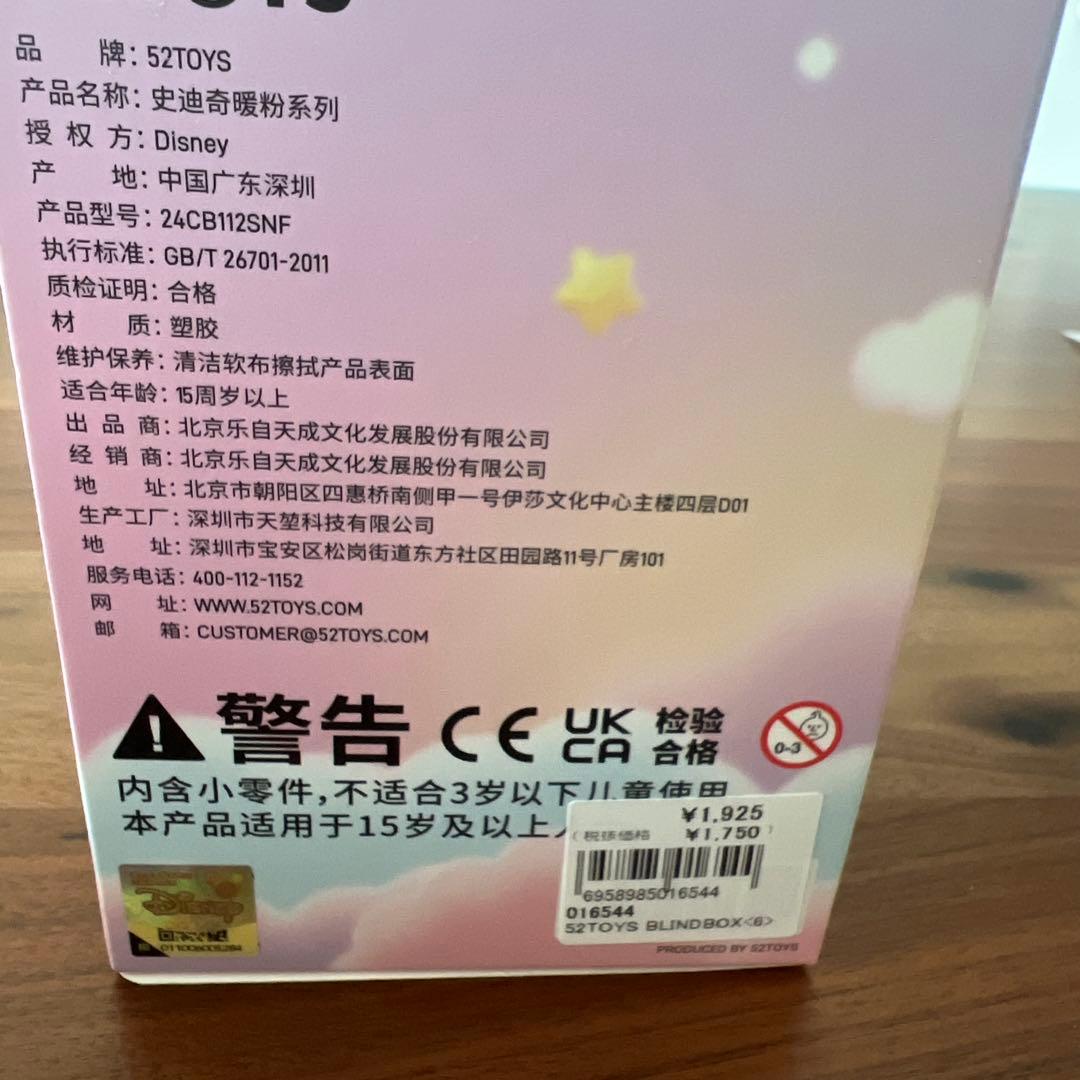 品 牌：52TOYS
产品名称：史迪奇暖粉系列
授 权 方：Disney
产 地：中国广东深圳
产品型号：24CB112SNF
执行标准：GB/T 26701-2011
质检证明：合格
材 质：塑胶
维护保养：清洁软布擦拭产品表面
适合年龄：15周岁以上
出 品 商：北京乐自天成文化发展股份有限公司
经 销 商：北京乐自天成文化发展股份有限公司
地 址：北京市朝阳区四惠桥南侧甲一号伊莎文化中心主楼四层D01
生产工厂：深圳市天堃科技有限公司
地 址：深圳市宝安区松岗街道东方社区田园路11号厂房101
服务电话：400-112-1152
网 址：WWW.52TOYS.COM
邮 箱：CUSTOMER@52TOYS.COM
警告 CE UK CA 检验合格 0-3
内含小零件,不适合3岁以下儿童使用
本产品适用于15岁及以上
¥1,925
(税抜価格 ¥1,750)
6958985016544
016544
52TOYS BLINDBOX<6>
Disney
PRODUCED BY 52TOYS